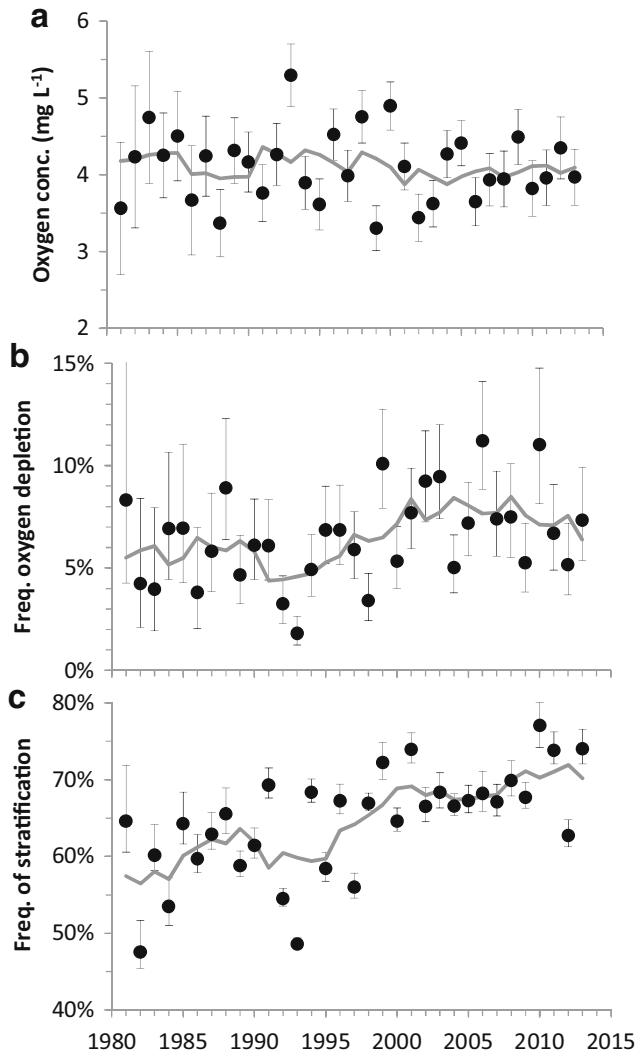 a
Oxygen conc. (mg L-1)
6
5
4
3
2
b
Freq. oxygen depletion
15%
10%
5%
0%
c
Freq. of stratification
80%
70%
60%
50%
40%
1980 1985 1990 1995 2000 2005 2010 2015